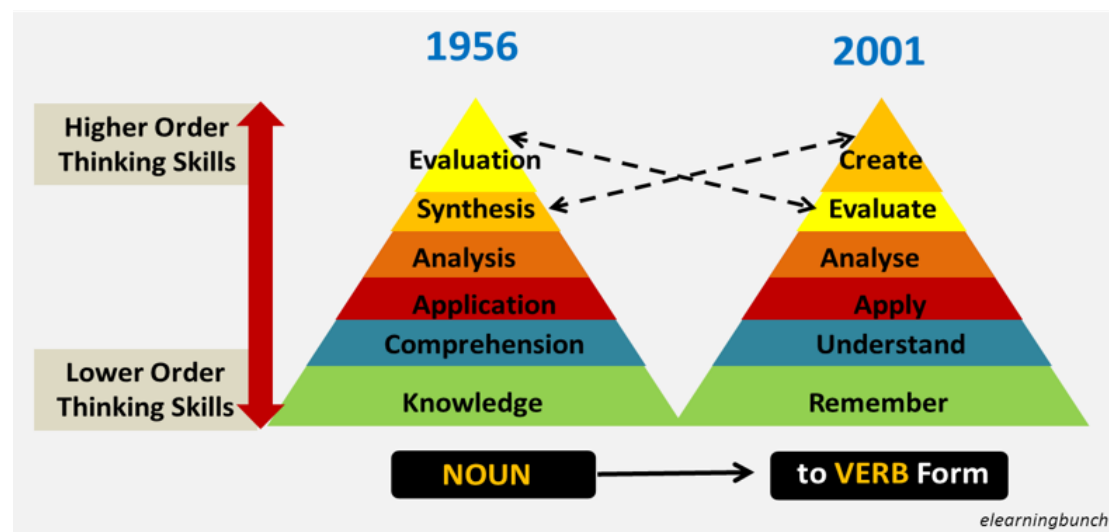 1956
2001
Higher Order
Thinking Skills
Lower Order
Thinking Skills
Evaluation
Synthesis
Analysis
Application
Comprehension
Knowledge
Create
Evaluate
Analyse
Apply
Understand
Remember
NOUN
to VERB Form
elearningbunch